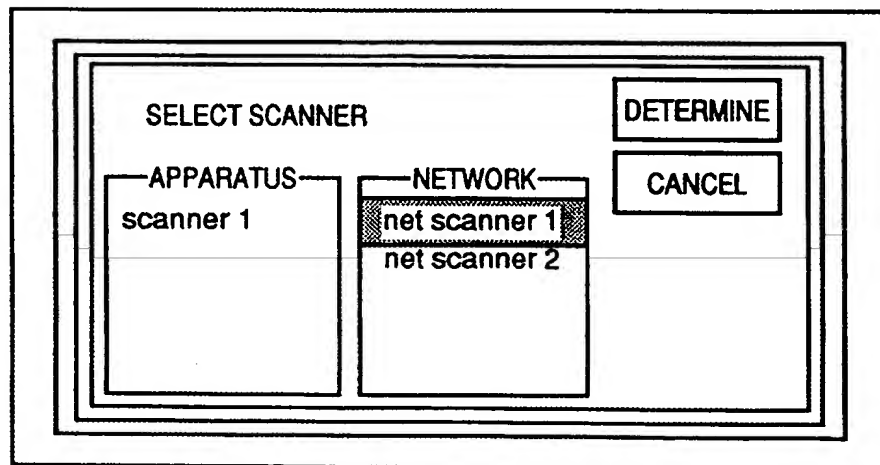 SELECT SCANNER
DETERMINE
CANCEL
APPARATUS
scanner 1
NETWORK
net scanner 1
net scanner 2